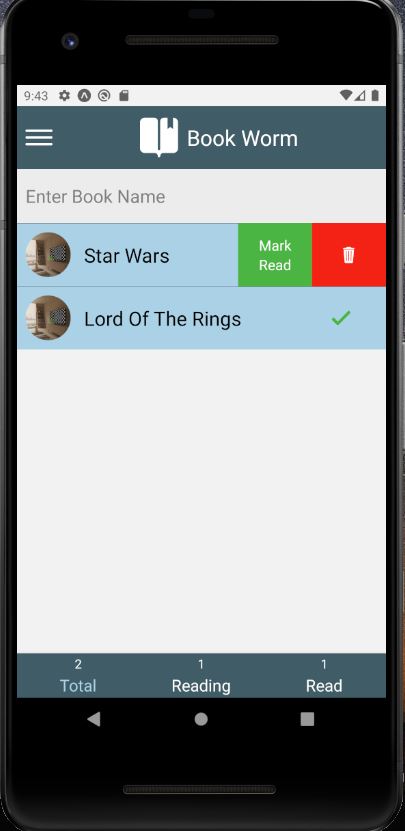 9:43
Book Worm
Enter Book Name
Star Wars
Mark
Read
Lord Of The Rings
2
1
1
Total
Reading
Read